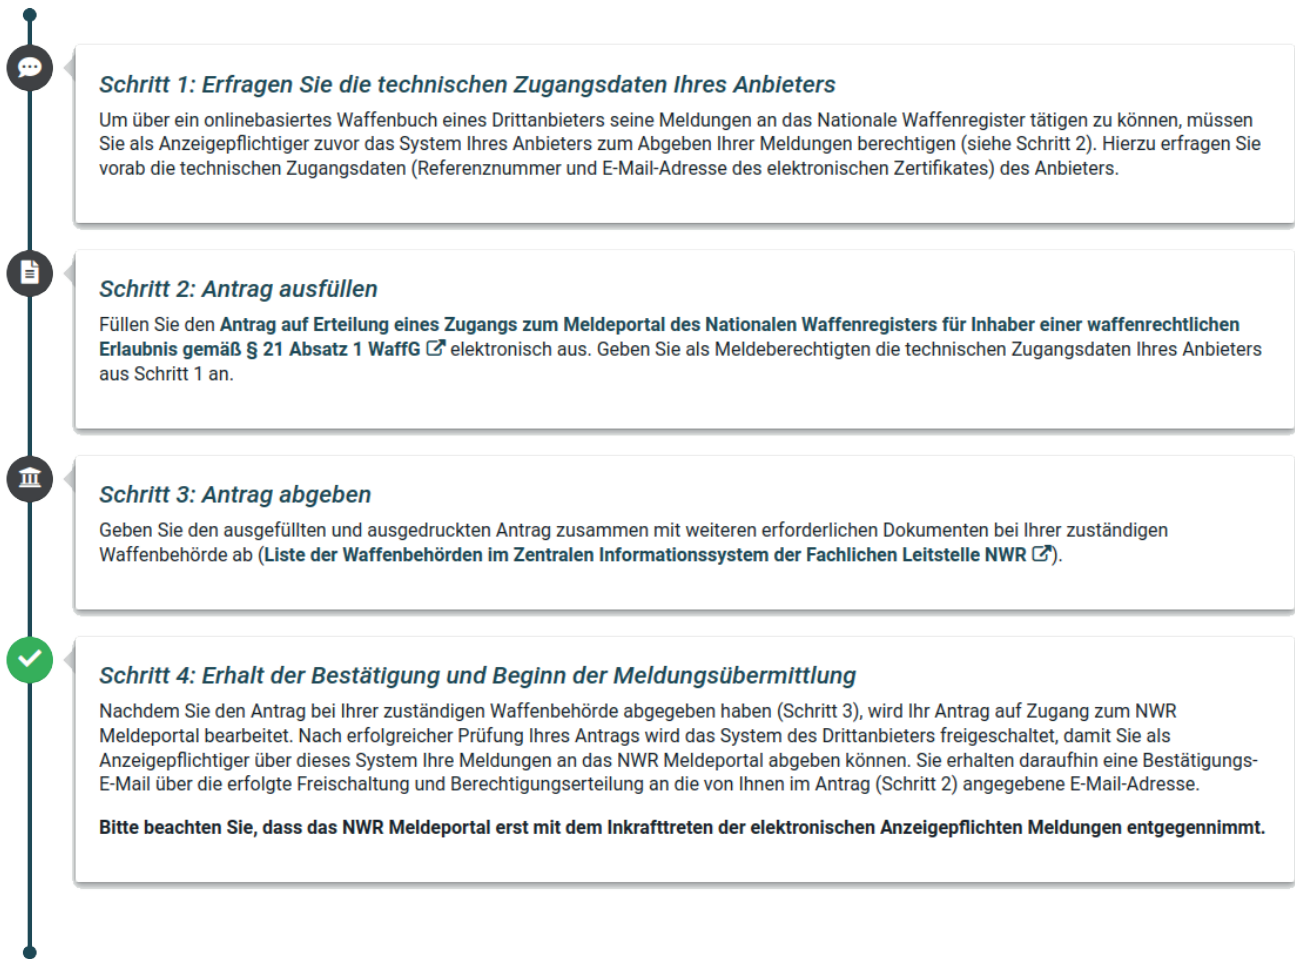 Schritt 1: Erfragen Sie die technischen Zugangsdaten Ihres Anbieters
Um über ein onlinebasiertes Waffenbuch eines Drittanbieters seine Meldungen an das Nationale Waffenregister tätigen zu können, müssen
Sie als Anzeigepflichtiger zuvor das System Ihres Anbieters zum Abgeben Ihrer Meldungen berechtigen (siehe Schritt 2). Hierzu erfragen Sie
vorab die technischen Zugangsdaten (Referenznummer und E-Mail-Adresse des elektronischen Zertifikates) des Anbieters.
Schritt 2: Antrag ausfüllen
Füllen Sie den Antrag auf Erteilung eines Zugangs zum Meldeportal des Nationalen Waffenregisters für Inhaber einer waffenrechtlichen
Erlaubnis gemäß § 21 Absatz 1 WaffG elektronisch aus. Geben Sie als Meldeberechtigten die technischen Zugangsdaten Ihres Anbieters
aus Schritt 1 an.
Schritt 3: Antrag abgeben
Geben Sie den ausgefüllten und ausgedruckten Antrag zusammen mit weiteren erforderlichen Dokumenten bei Ihrer zuständigen
Waffenbehörde ab (Liste der Waffenbehörden im Zentralen Informationssystem der Fachlichen Leitstelle NWR ).
Schritt 4: Erhalt der Bestätigung und Beginn der Meldungsübermittlung
Nachdem Sie den Antrag bei Ihrer zuständigen Waffenbehörde abgegeben haben (Schritt 3), wird Ihr Antrag auf Zugang zum NWR
Meldeportal bearbeitet. Nach erfolgreicher Prüfung Ihres Antrags wird das System des Drittanbieters freigeschaltet, damit Sie als
Anzeigepflichtiger über dieses System Ihre Meldungen an das NWR Meldeportal abgeben können. Sie erhalten daraufhin eine Bestätigungs-
E-Mail über die erfolgte Freischaltung und Berechtigungserteilung an die von Ihnen im Antrag (Schritt 2) angegebene E-Mail-Adresse.
Bitte beachten Sie, dass das NWR Meldeportal erst mit dem Inkrafttreten der elektronischen Anzeigepflichten Meldungen entgegennimmt.